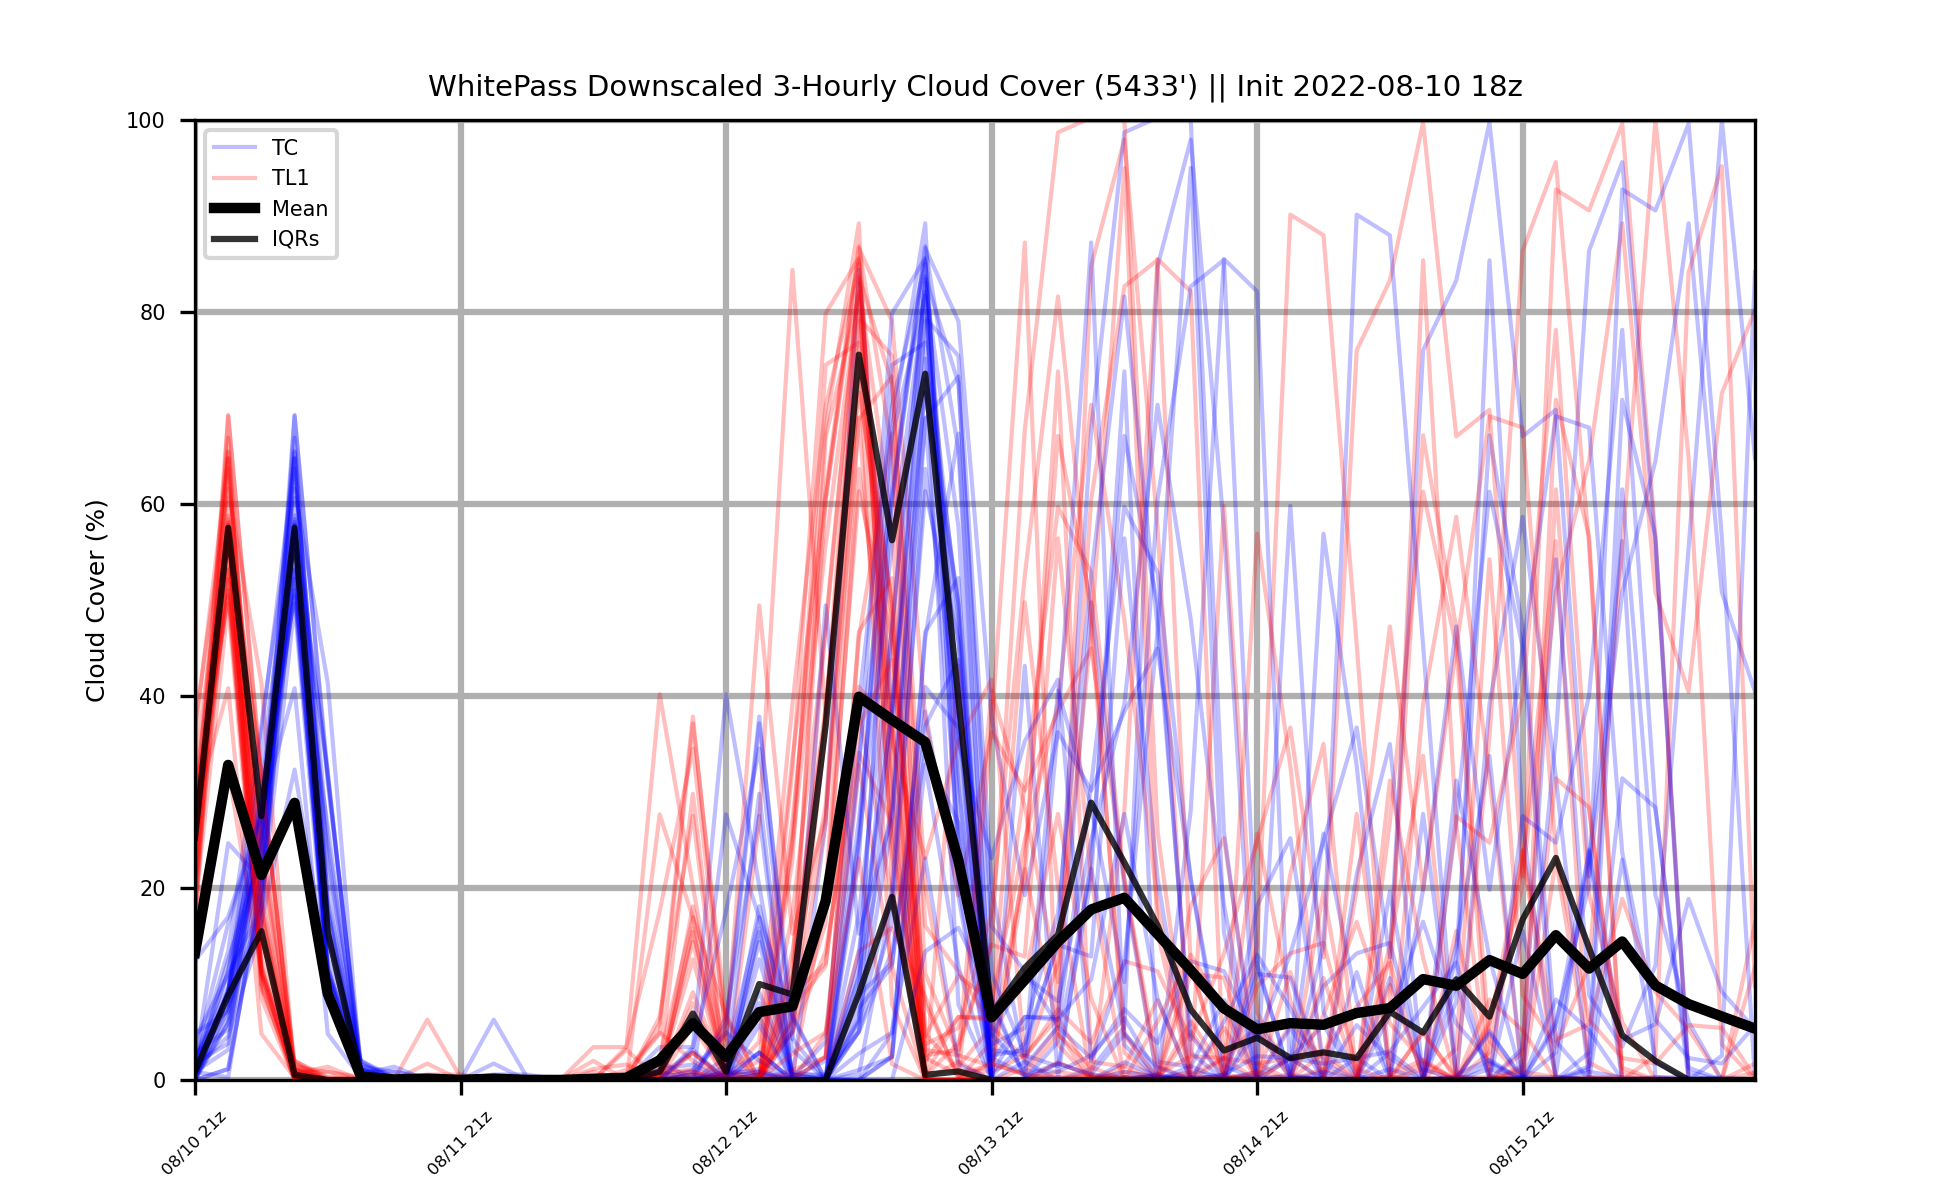 WhitePass Downscaled 3-Hourly Cloud Cover (5433') || Init 2022-08-10 18z
TC
TL1
Mean
IQRs
Cloud Cover (%)
100
80
60
40
20
0
08/10 21z
08/11 21z
08/12 21z
08/13 21z
08/14 21z
08/15 21z